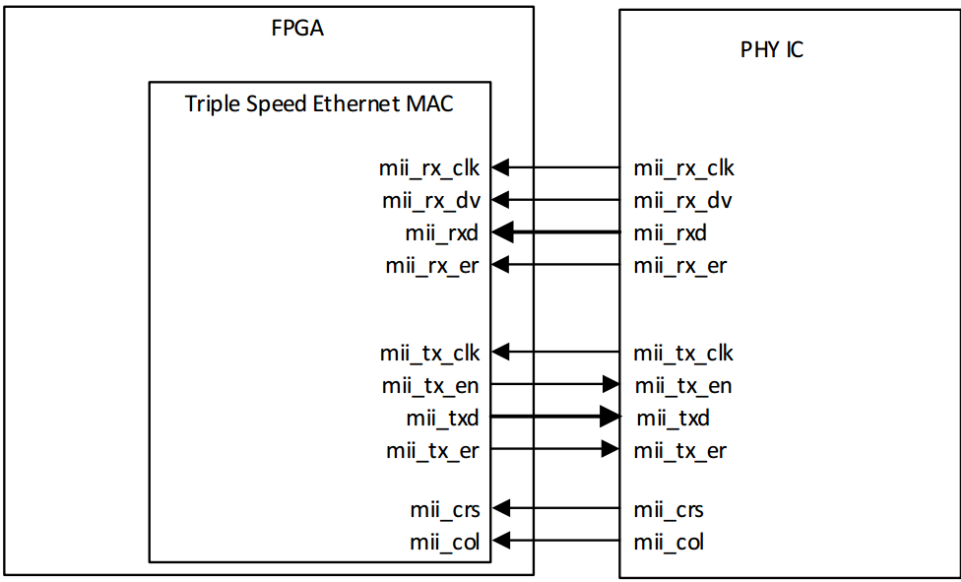 FPGA
PHY IC
Triple Speed Ethernet MAC
mii_rx_clk mii_rx_clk
mii_rx_dv mii_rx_dv
mii_rxd mii_rxd
mii_rx_er mii_rx_er
mii_tx_clk mii_tx_clk
mii_tx_en mii_tx_en
mii_txd mii_txd
mii_tx_er mii_tx_er
mii_crs mii_crs
mii_col mii_col